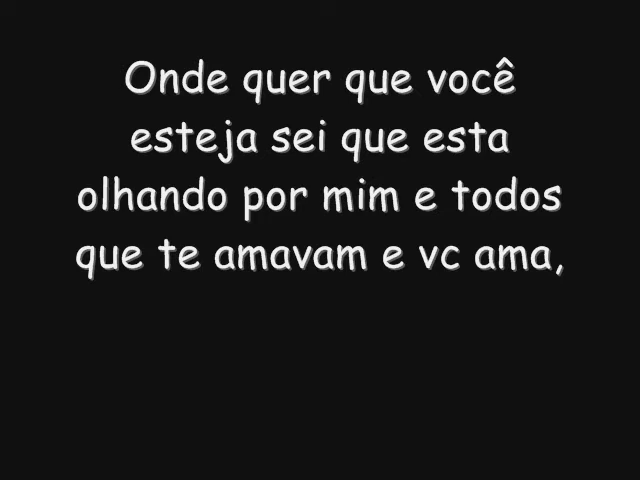 Onde quer que você
esteja sei que esta
olhando por mim e todos
que te amavam e vc ama,